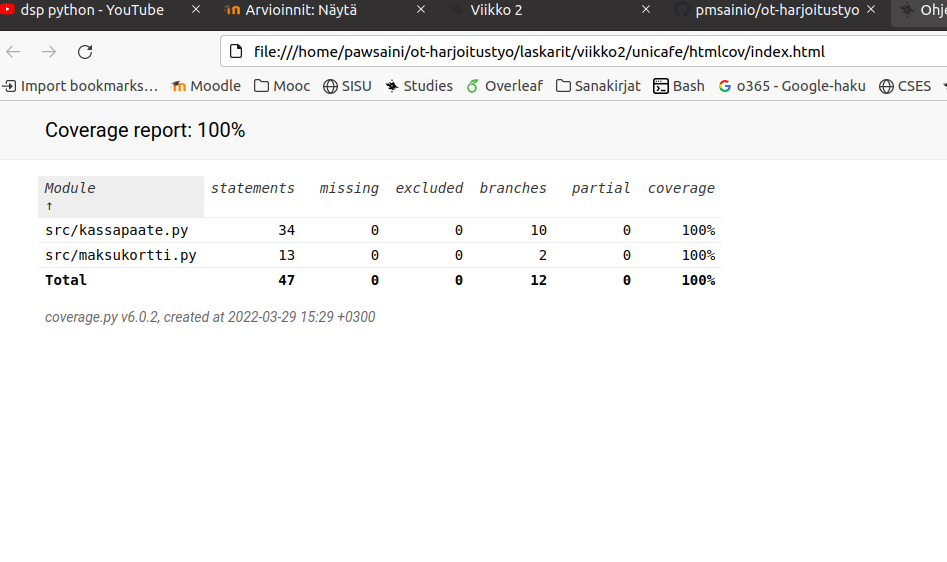 dsp python - YouTube × Arvioinnit: Näytä × Viikko 2 × pmsainio/ot-harjoitustyo ×
file:///home/pawsaini/ot-harjoitustyo/laskarit/viikko2/unicafe/htmlcov/index.html
Import bookmarks… Moodle Mooc SISU Studies Overleaf Sanakirjat Bash o365 - Google-haku CSES
Coverage report: 100%
Module ↑ statements missing excluded branches partial coverage
src/kassapaate.py 34 0 0 10 0 100%
src/maksukortti.py 13 0 0 2 0 100%
Total 47 0 0 12 0 100%
coverage.py v6.0.2, created at 2022-03-29 15:29 +0300